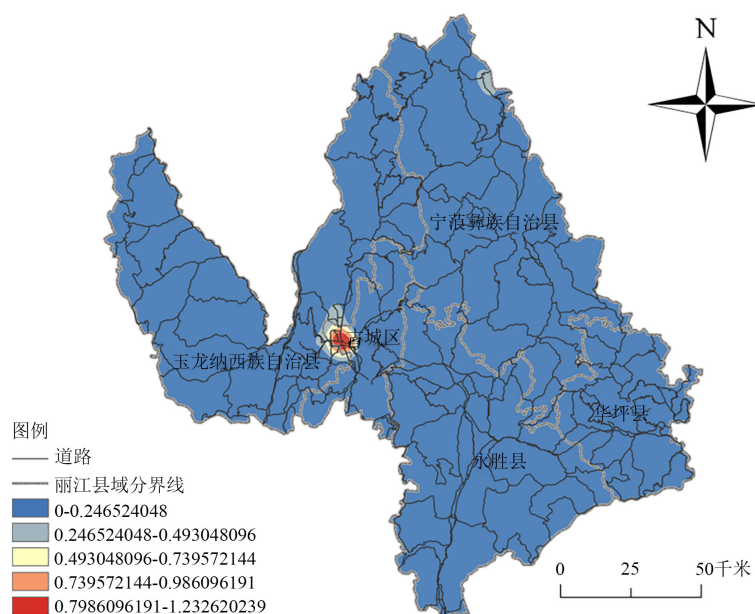 N
宁蒗彝族自治县
古城区
玉龙纳西族自治县
华坪县
永胜县
图例
道路
丽江县域分界线
0-0.246524048
0.246524048-0.493048096
0.493048096-0.739572144
0.739572144-0.986096191
0.7986096191-1.232620239
0 25 50千米